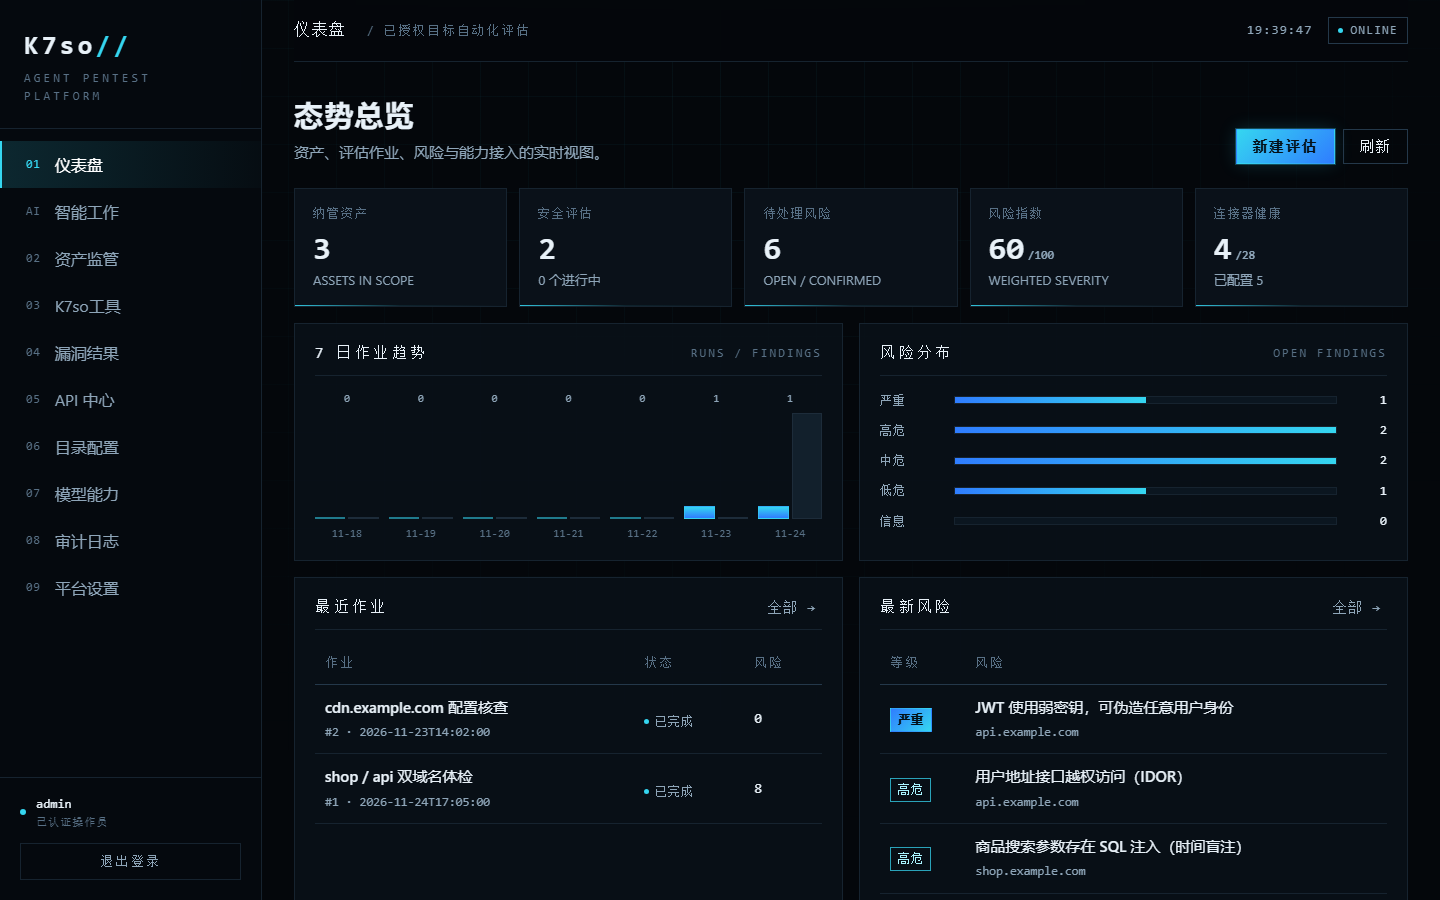 K7so//
AGENT PENTEST
PLATFORM
01 仪表盘
AI 智能工作
02 资产监管
03 K7so工具
04 漏洞结果
05 API 中心
06 目录配置
07 模型能力
08 审计日志
09 平台设置
admin
已认证操作员
退出登录
仪表盘 / 已授权目标自动化评估
19:39:47
ONLINE
态势总览
资产、评估作业、风险与能力接入的实时视图。
新建评估
刷新
纳管资产
3
ASSETS IN SCOPE
安全评估
2
0 个进行中
待处理风险
6
OPEN / CONFIRMED
风险指数
60 /100
WEIGHTED SEVERITY
连接器健康
4 /28
已配置 5
7 日作业趋势
RUNS / FINDINGS
0 0 0 0 0 1 1
11-18 11-19 11-20 11-21 11-22 11-23 11-24
风险分布
OPEN FINDINGS
严重 1
高危 2
中危 2
低危 1
信息 0
最近作业
全部 →
作业 状态 风险
cdn.example.com 配置核查
#2 · 2026-11-23T14:02:00
已完成
0
shop / api 双域名体检
#1 · 2026-11-24T17:05:00
已完成
8
最新风险
全部 →
等级 风险
严重
JWT 使用弱密钥，可伪造任意用户身份
api.example.com
高危
用户地址接口越权访问（IDOR）
api.example.com
高危
商品搜索参数存在 SQL 注入（时间盲注）
shop.example.com